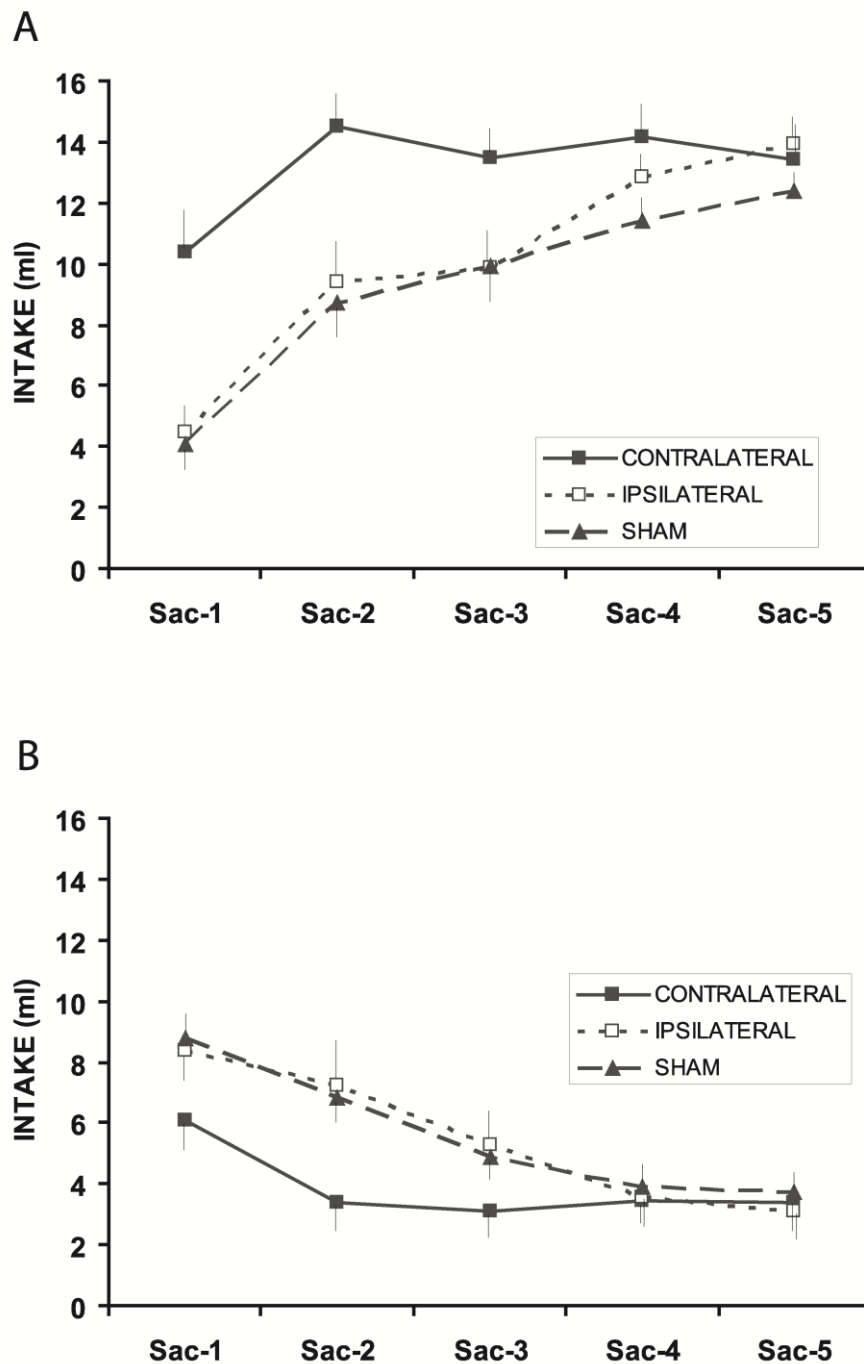 A
16
14
12
10
8
6
4
2
0
INTAKE (ml)
CONTRALATERAL
IPSILATERAL
SHAM
Sac-1 Sac-2 Sac-3 Sac-4 Sac-5
B
16
14
12
10
8
6
4
2
0
INTAKE (ml)
CONTRALATERAL
IPSILATERAL
SHAM
Sac-1 Sac-2 Sac-3 Sac-4 Sac-5